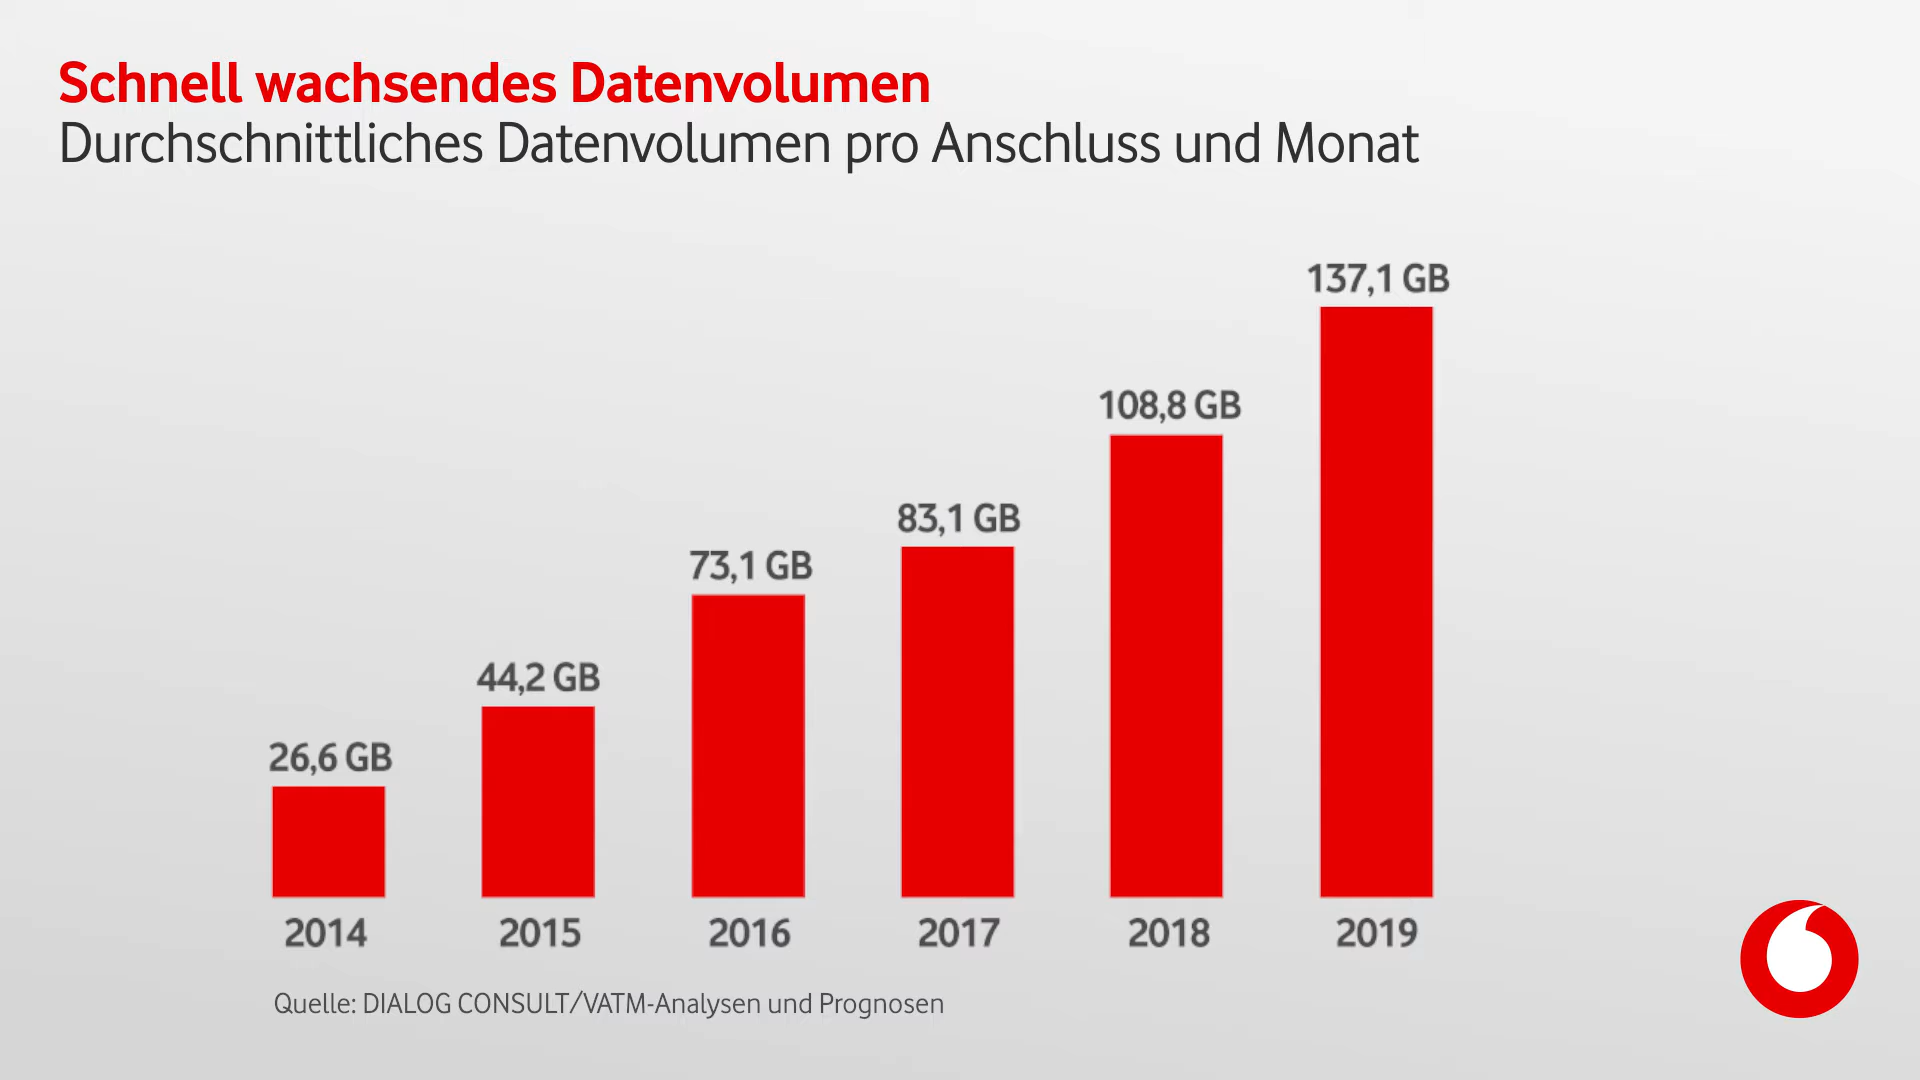 Schnell wachsendes Datenvolumen
Durchschnittliches Datenvolumen pro Anschluss und Monat
137,1 GB
108,8 GB
83,1 GB
73,1 GB
44,2 GB
26,6 GB
2014 2015 2016 2017 2018 2019
Quelle: DIALOG CONSULT/VATM-Analysen und Prognosen